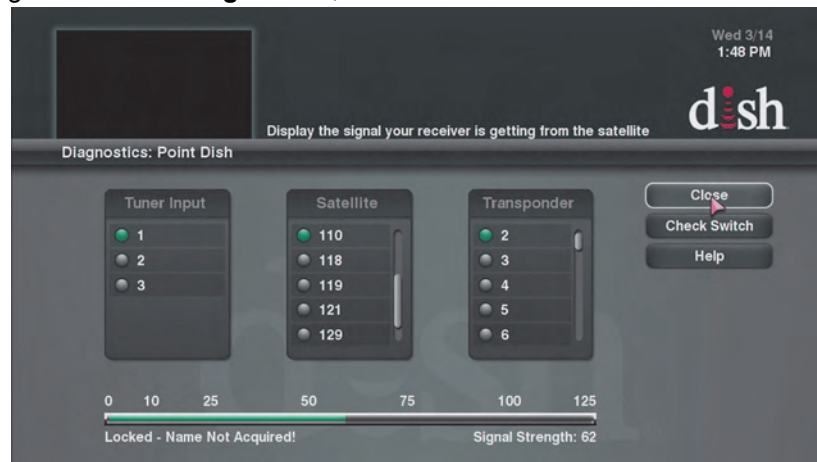 Wed 3/14
1:48 PM
dish
Display the signal your receiver is getting from the satellite
Diagnostics: Point Dish
Tuner Input
1
2
3
Satellite
110
118
119
121
129
Transponder
2
3
4
5
6
Close
Check Switch
Help
0 10 25 50 75 100 125
Locked - Name Not Acquired!
Signal Strength: 62